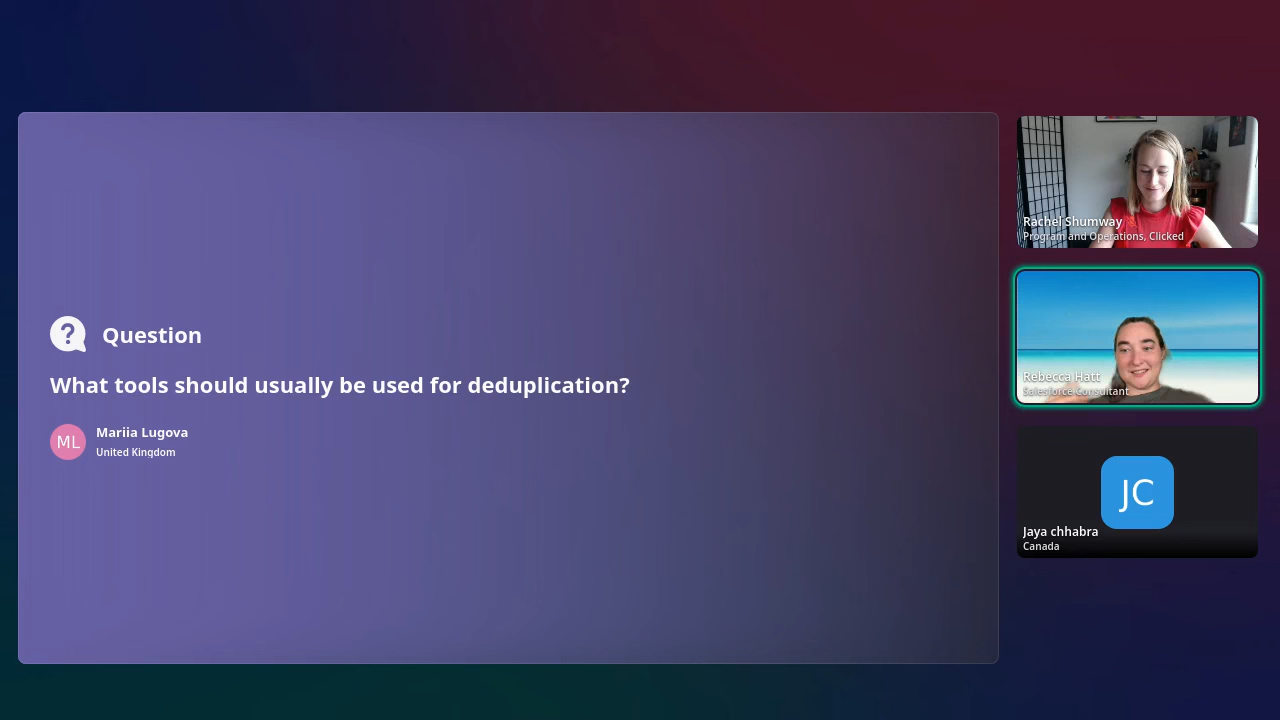 Question
What tools should usually be used for deduplication?
ML
Mariia Lugova
United Kingdom
Rachel Shumway
Program and Operations, Clicked
Rebecca Hatt
Salesforce Consultant
JC
Jaya chhabra
Canada